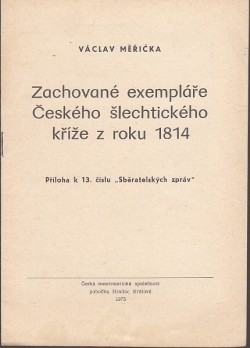 VÁCLAV MĚŘIČKA
Zachované exempláře
Českého šlechtického
kříže z roku 1814
Příloha k 13. číslu „Sběratelských zpráv“
Česká numismatická společnost
pobočka Hradec Králové
1975